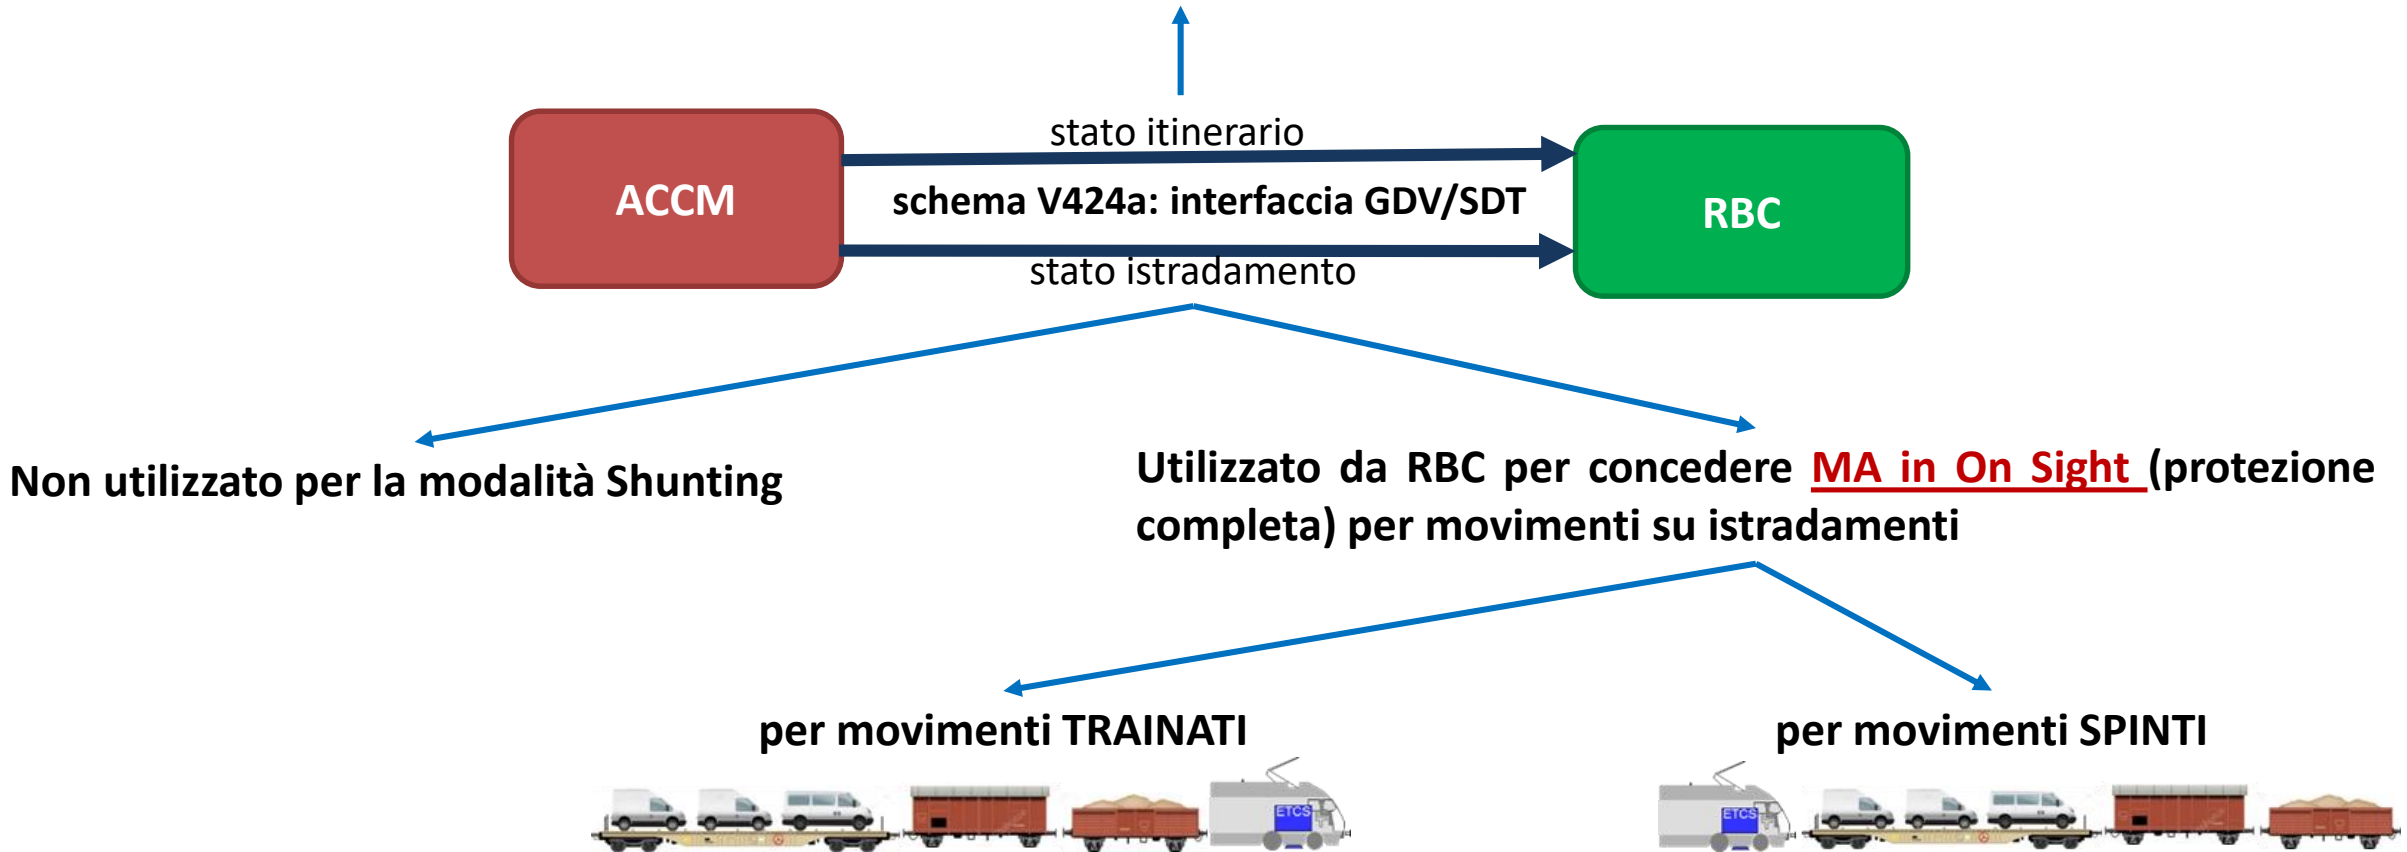 stato itinerario
ACCM
schema V424a: interfaccia GDV/SDT
RBC
stato istradamento
Non utilizzato per la modalità Shunting
Utilizzato da RBC per concedere MA in On Sight (protezione
completa) per movimenti su istradamenti
per movimenti TRAINATI
per movimenti SPINTI
ETCS
ETCS